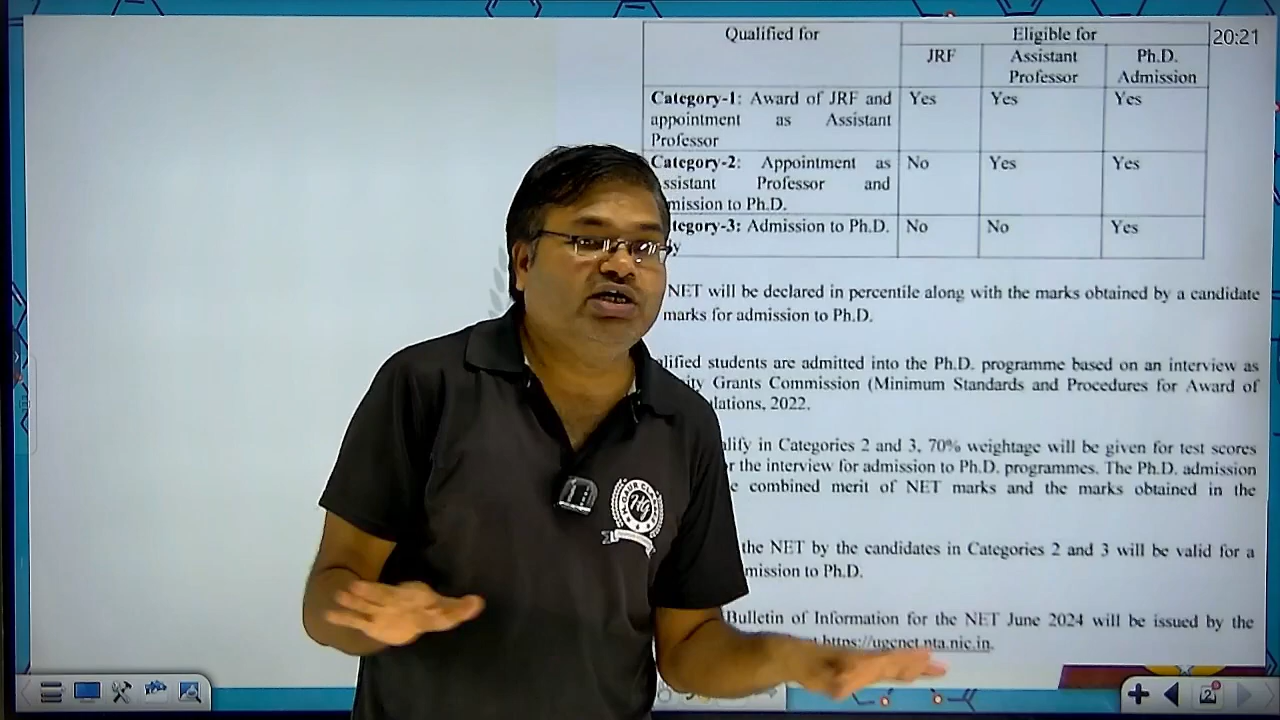 Qualified for
Eligible for
20:21
JRF
Assistant
Professor
Ph.D.
Admission
Category-1: Award of JRF and
appointment as Assistant
Professor
Yes
Yes
Yes
Category-2: Appointment as
ssistant Professor and
mission to Ph.D.
No
Yes
Yes
tegory-3: Admission to Ph.D.
y
No
No
Yes
NET will be declared in percentile along with the marks obtained by a candidate
marks for admission to Ph.D.
lified students are admitted into the Ph.D. programme based on an interview as
ity Grants Commission (Minimum Standards and Procedures for Award of
lations, 2022.
lify in Categories 2 and 3, 70% weightage will be given for test scores
r the interview for admission to Ph.D. programmes. The Ph.D. admission
e combined merit of NET marks and the marks obtained in the
the NET by the candidates in Categories 2 and 3 will be valid for a
mission to Ph.D.
Bulletin of Information for the NET June 2024 will be issued by the
t https://ugcnet.nta.nic.in.
GAUR CLASSES
HG
2